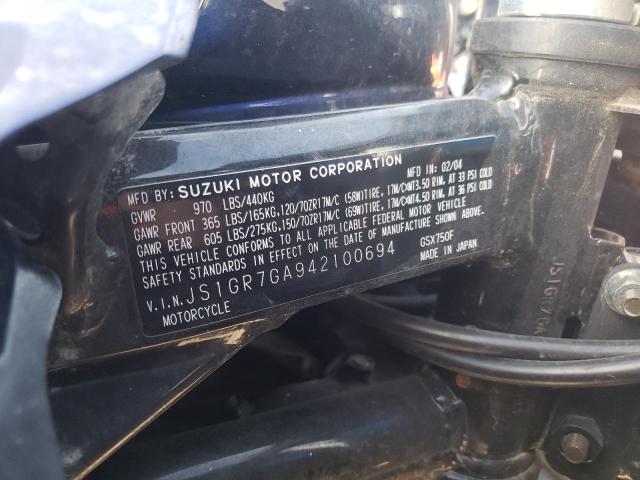 MFD BY: SUZUKI MOTOR CORPORATION MFD IN: 02/04
GVWR 970 LBS/440KG
GAWR FRONT 365 LBS/165KG,120/70ZR17M/C (58W)TIRE, 17M/C×MT3.50 RIM, AT 33 PSI COLD
GAWR REAR 605 LBS/275KG,150/70ZR17M/C (69W)TIRE, 17M/C×MT4.50 RIM, AT 36 PSI COLD
THIS VEHICLE CONFORMS TO ALL APPLICABLE FEDERAL MOTOR VEHICLE
SAFETY STANDARDS IN EFFECT ON THE DATE OF MANUFACTURE SHOWN ABOVE
GSX750F
V.I.N.JS1GR7GA942100694 MADE IN JAPAN
MOTORCYCLE